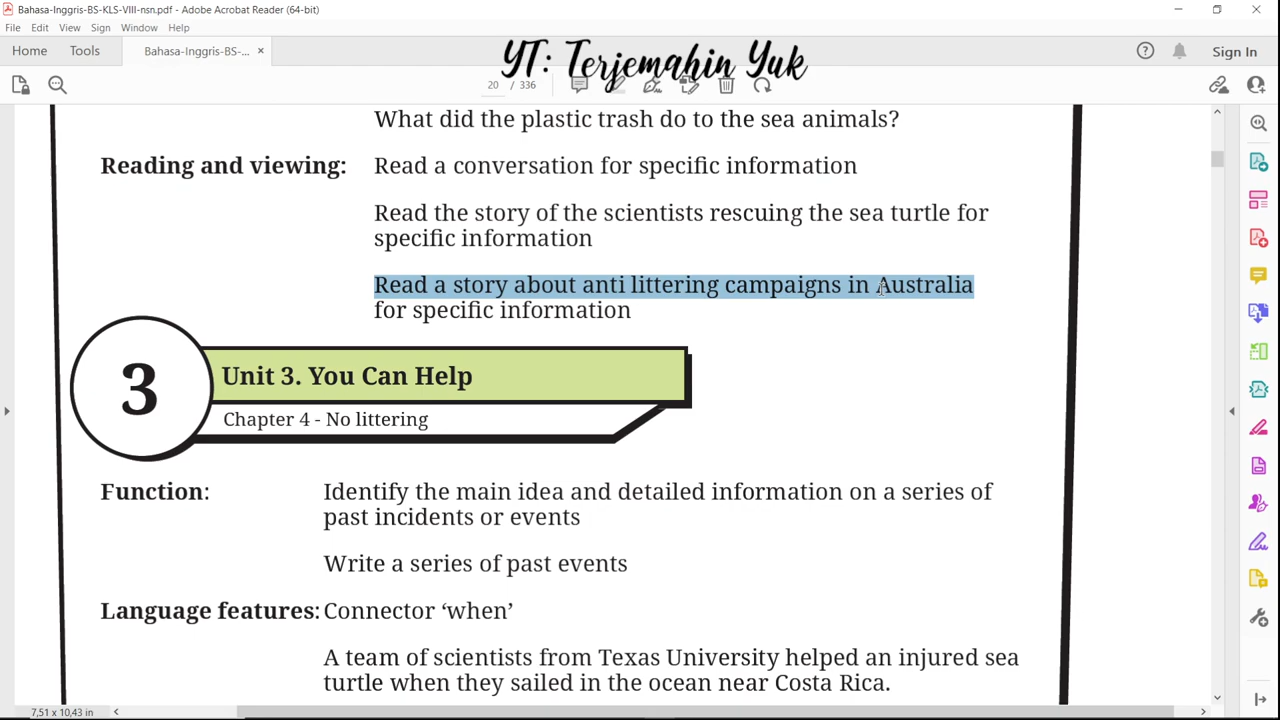 Bahasa-Inggris-BS-KLS-VIII-nsn.pdf - Adobe Acrobat Reader (64-bit)
File Edit View Sign Window Help
Home Tools Bahasa-Inggris-BS-... × Sign In
YT: Terjemahin Yuk
20 / 336
What did the plastic trash do to the sea animals?
Reading and viewing: Read a conversation for specific information
Read the story of the scientists rescuing the sea turtle for
specific information
Read a story about anti littering campaigns in Australia
for specific information
3
Unit 3. You Can Help
Chapter 4 - No littering
Function: Identify the main idea and detailed information on a series of
past incidents or events
Write a series of past events
Language features: Connector ‘when’
A team of scientists from Texas University helped an injured sea
turtle when they sailed in the ocean near Costa Rica.
7,51 x 10,43 in